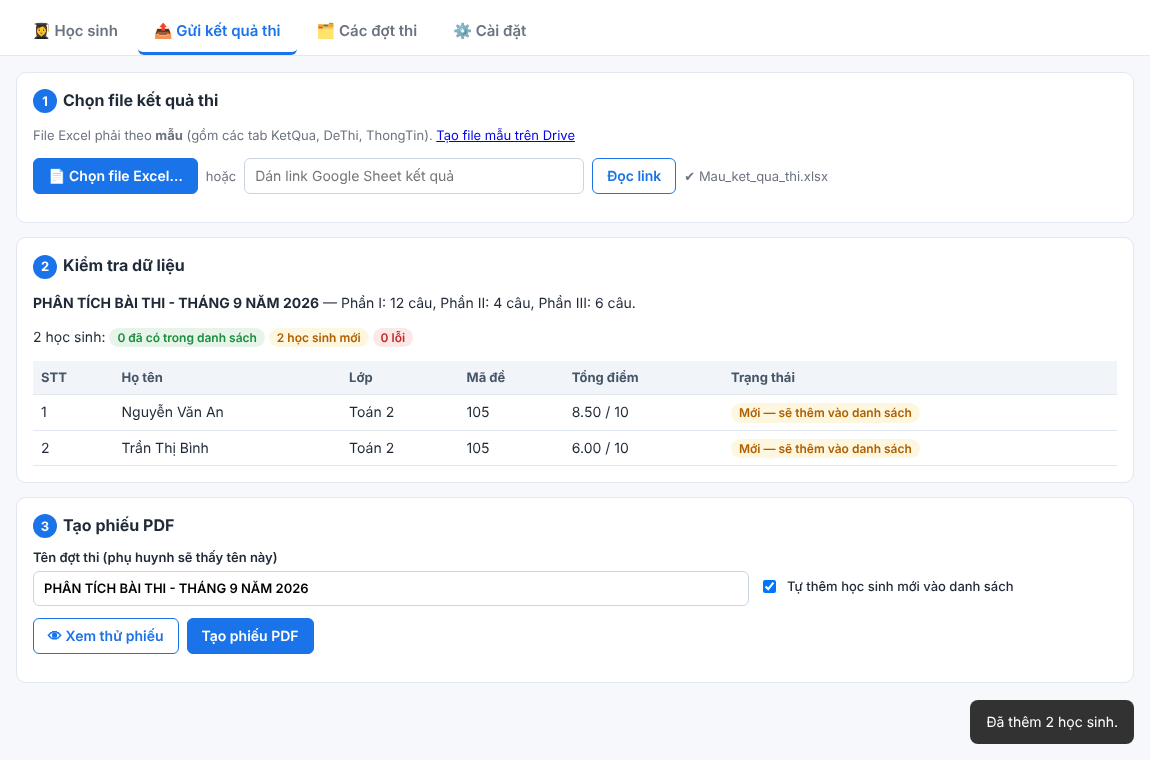 Học sinh
Gửi kết quả thi
Các đợt thi
Cài đặt
1 Chọn file kết quả thi
File Excel phải theo mẫu (gồm các tab KetQua, DeThi, ThongTin). Tạo file mẫu trên Drive
Chọn file Excel... hoặc Dán link Google Sheet kết quả Đọc link ✔ Mau_ket_qua_thi.xlsx
2 Kiểm tra dữ liệu
PHÂN TÍCH BÀI THI - THÁNG 9 NĂM 2026 — Phần I: 12 câu, Phần II: 4 câu, Phần III: 6 câu.
2 học sinh: 0 đã có trong danh sách 2 học sinh mới 0 lỗi
STT Họ tên Lớp Mã đề Tổng điểm Trạng thái
1 Nguyễn Văn An Toán 2 105 8.50 / 10 Mới — sẽ thêm vào danh sách
2 Trần Thị Bình Toán 2 105 6.00 / 10 Mới — sẽ thêm vào danh sách
3 Tạo phiếu PDF
Tên đợt thi (phụ huynh sẽ thấy tên này)
PHÂN TÍCH BÀI THI - THÁNG 9 NĂM 2026 Tự thêm học sinh mới vào danh sách
Xem thử phiếu Tạo phiếu PDF
Đã thêm 2 học sinh.